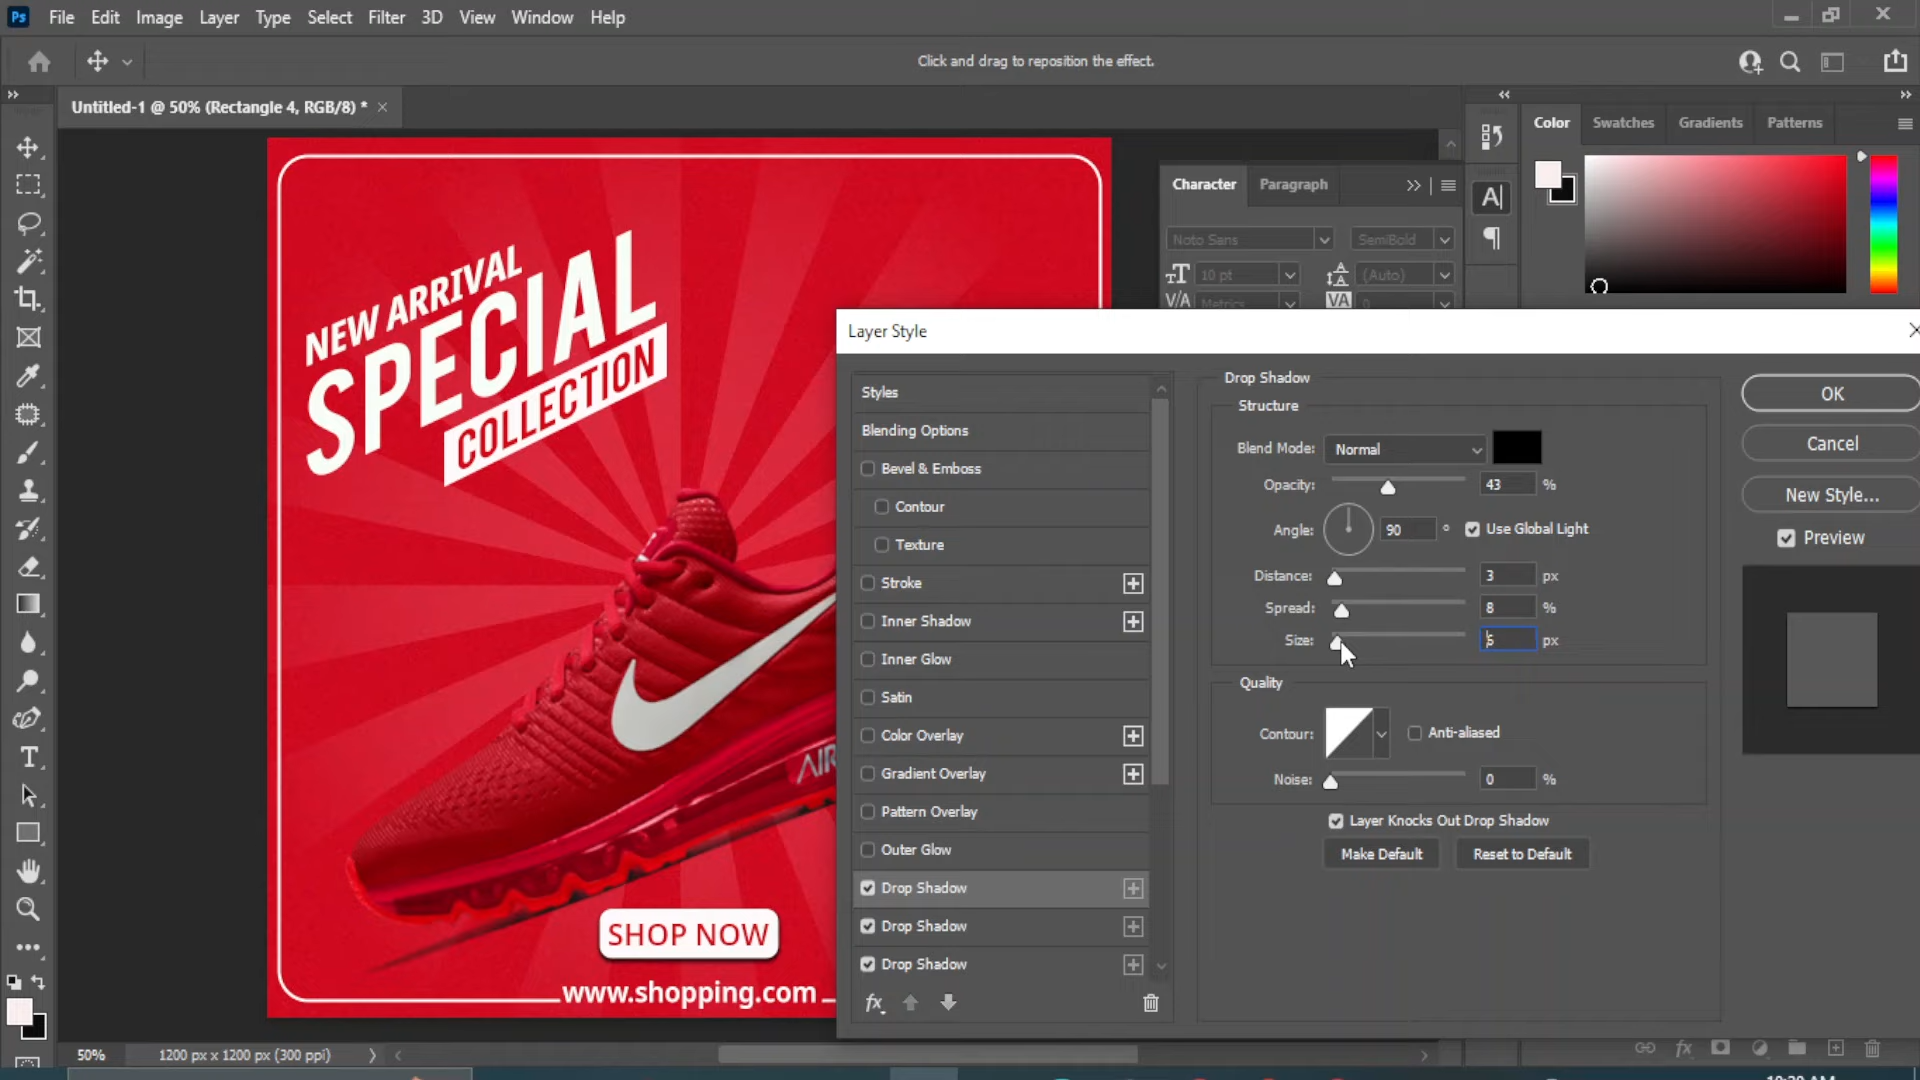 Ps File Edit Image Layer Type Select Filter 3D View Window Help
Click and drag to reposition the effect.
Untitled-1 @ 50% (Rectangle 4, RGB/8) *
Color Swatches Gradients Patterns
Character Paragraph
Noto Sans SemiBold
10 pt (Auto)
Metrics 0
NEW ARRIVAL
SPECIAL
COLLECTION
AIR
SHOP NOW
www.shopping.com
Layer Style
Styles
Blending Options
Bevel & Emboss
Contour
Texture
Stroke
Inner Shadow
Inner Glow
Satin
Color Overlay
Gradient Overlay
Pattern Overlay
Outer Glow
Drop Shadow
Drop Shadow
Drop Shadow
fx
Drop Shadow
Structure
Blend Mode: Normal
Opacity: 43 %
Angle: 90 ° Use Global Light
Distance: 3 px
Spread: 8 %
Size: 6 px
Quality
Contour: Anti-aliased
Noise: 0 %
Layer Knocks Out Drop Shadow
Make Default Reset to Default
OK
Cancel
New Style...
Preview
50% 1200 px x 1200 px (300 ppi)
fx